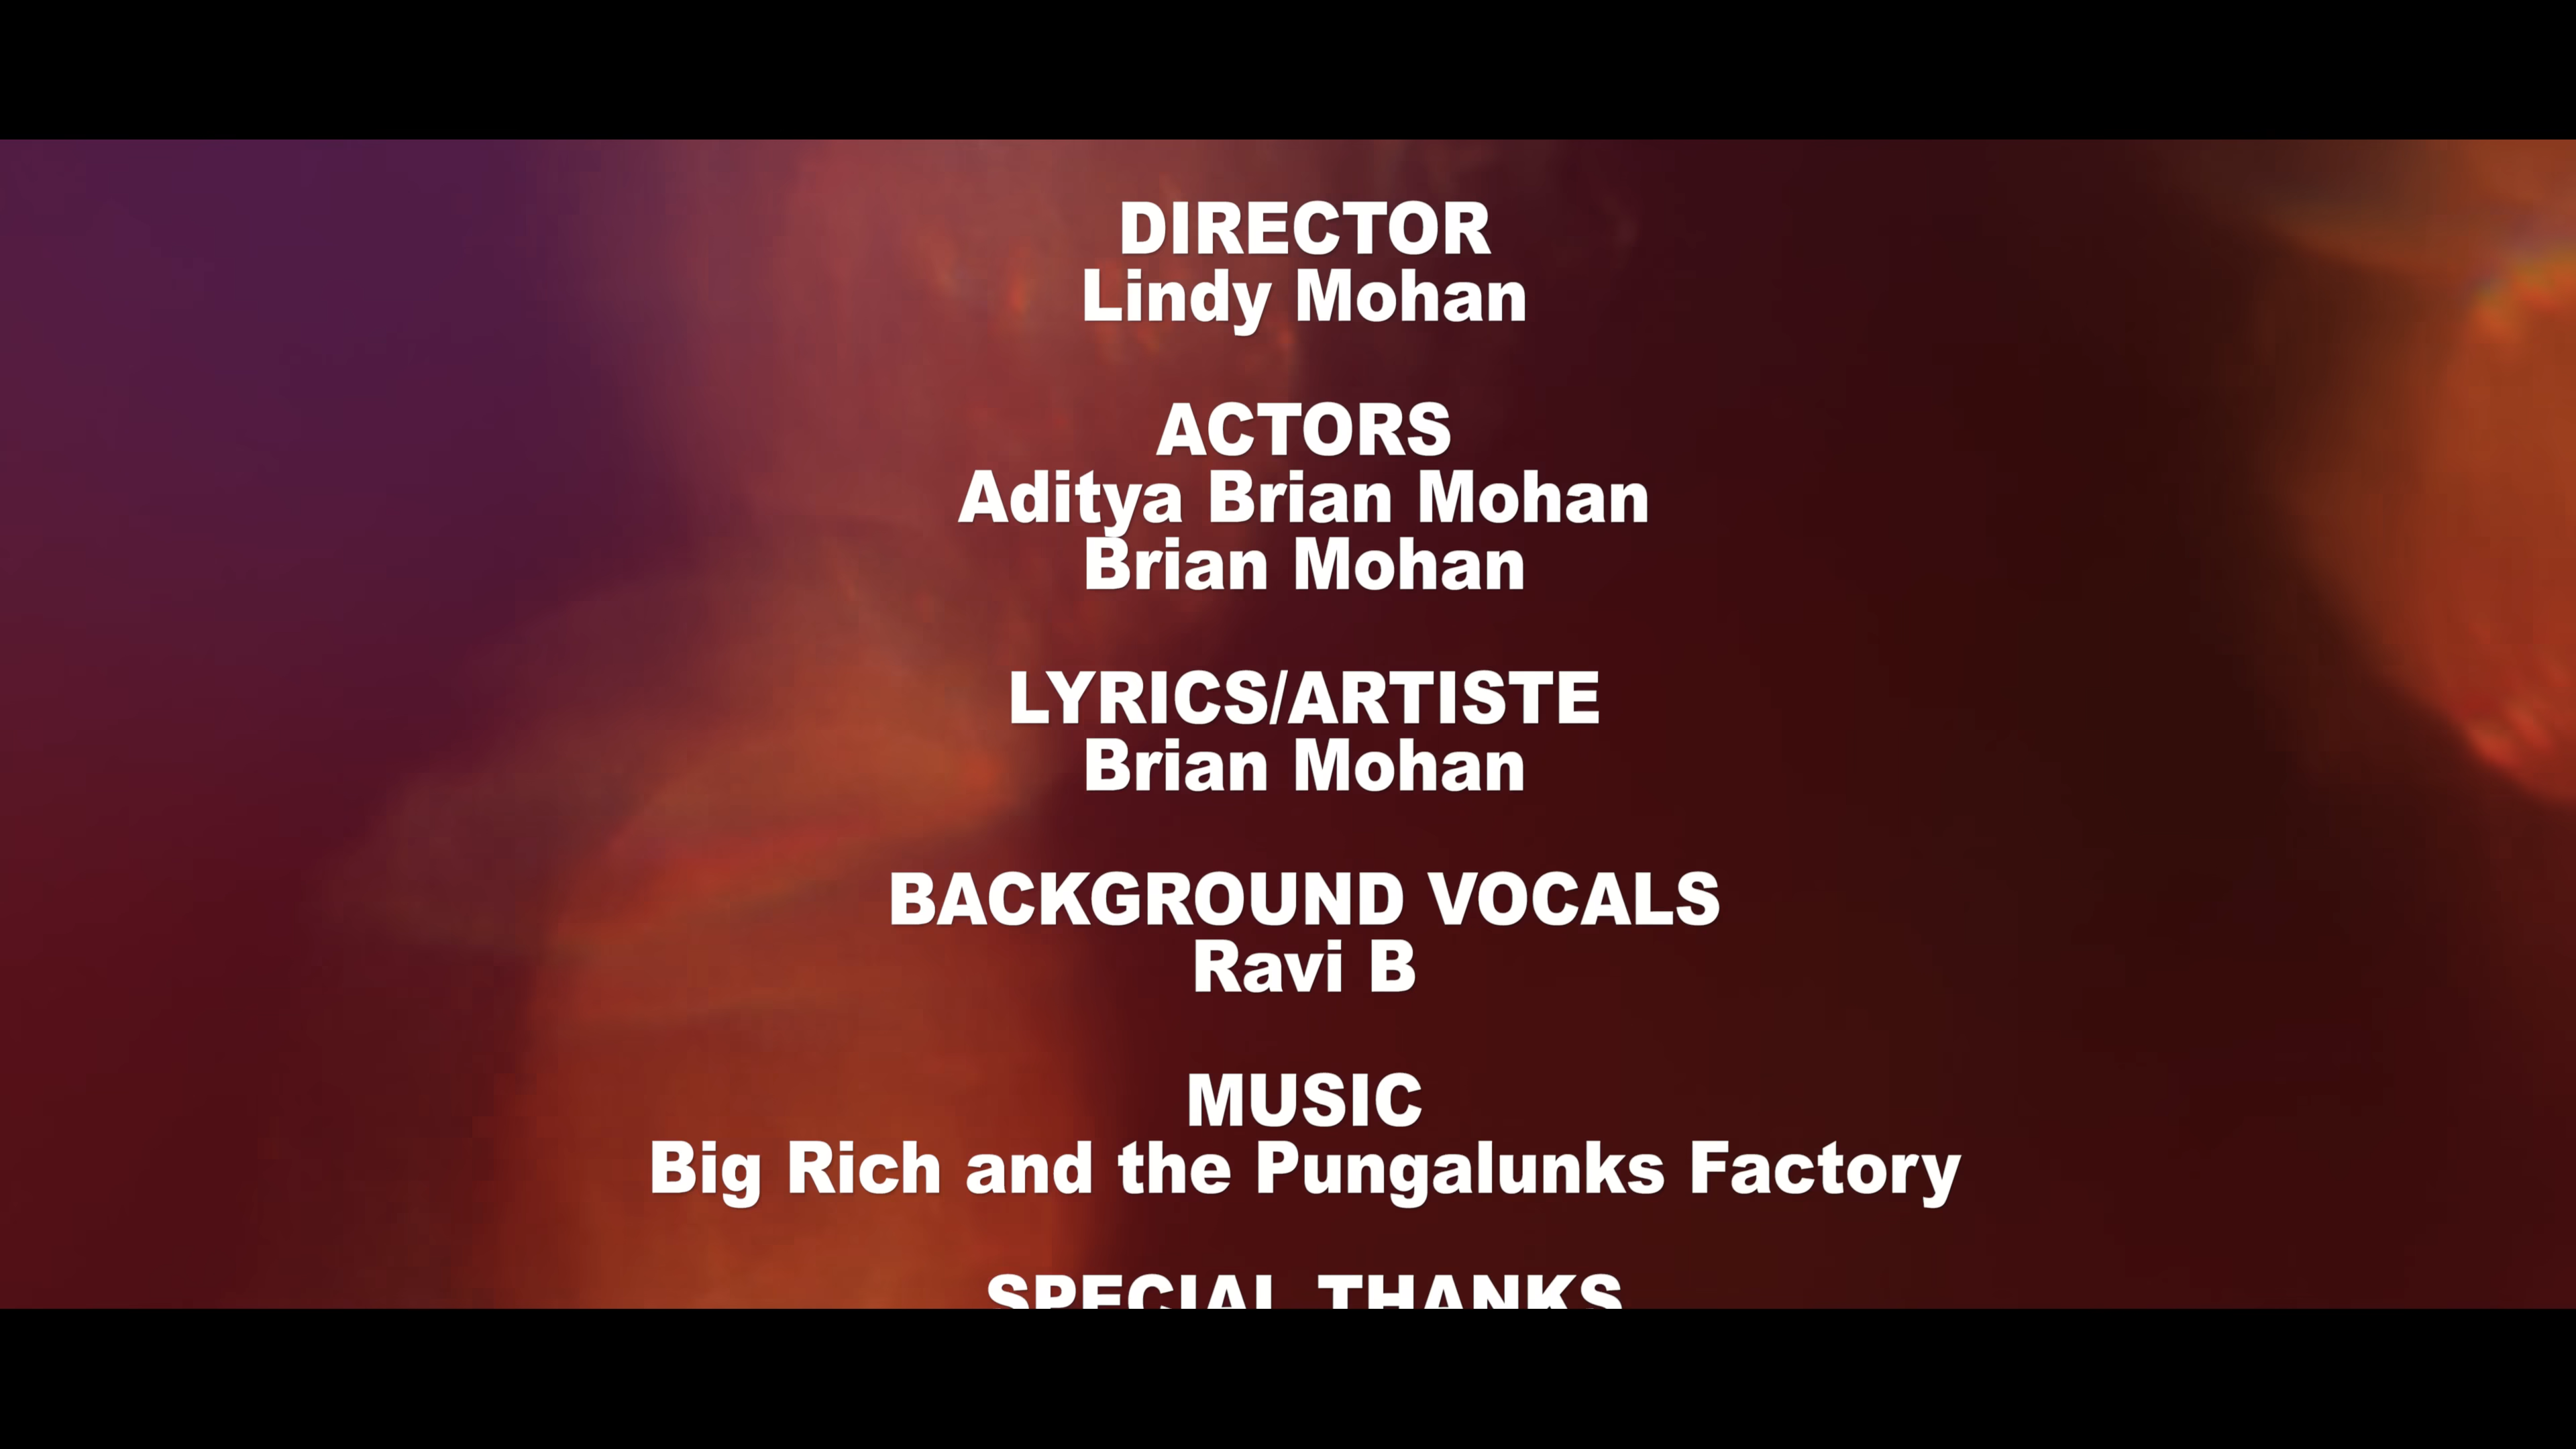 DIRECTOR
Lindy Mohan
ACTORS
Aditya Brian Mohan
Brian Mohan
LYRICS/ARTISTE
Brian Mohan
BACKGROUND VOCALS
Ravi B
MUSIC
Big Rich and the Pungalunks Factory
SPECIAL THANKS